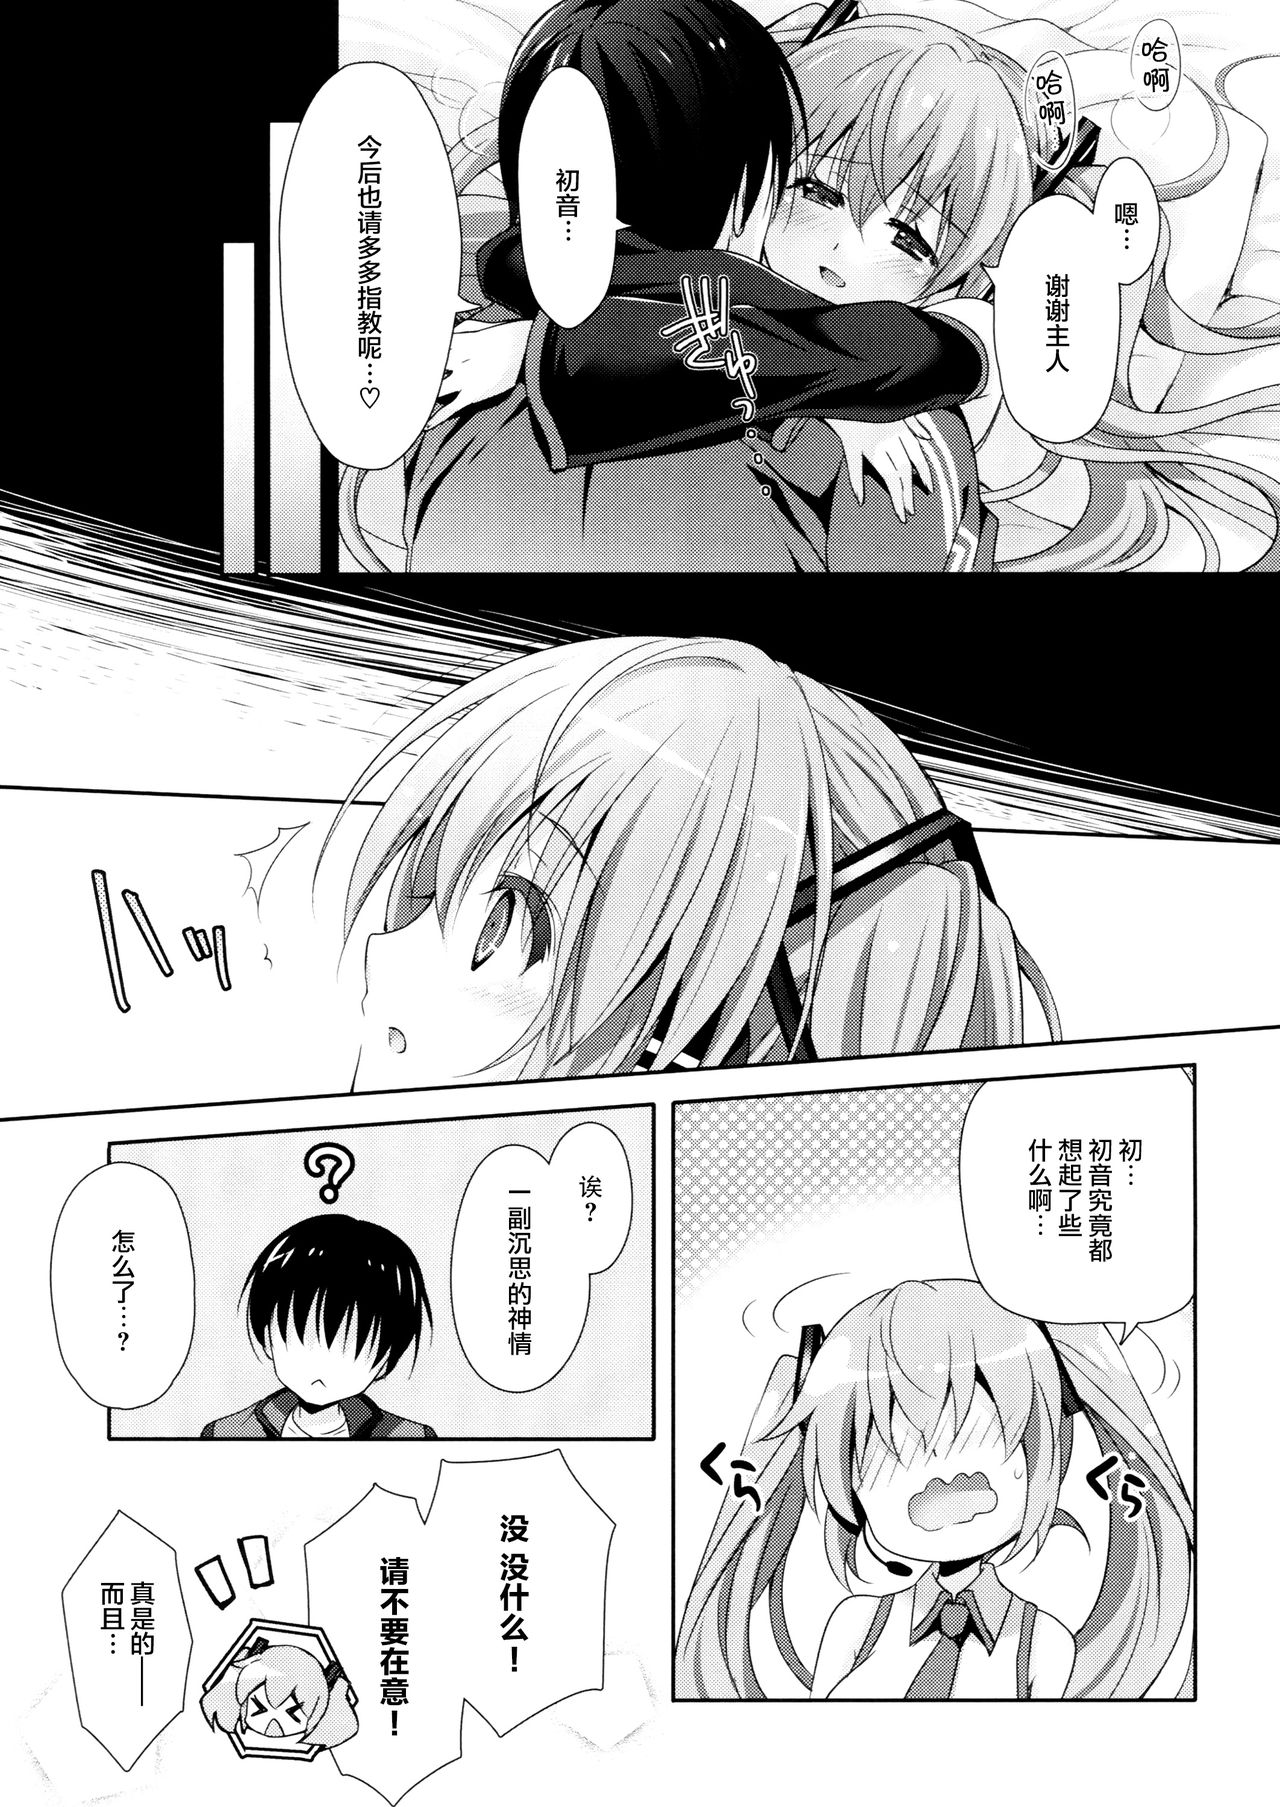 哈啊
哈啊…
嗯…
谢谢主人
初音…
今后也请多多指教呢…♡
ぎゅっ…
ハッ
初…
初音究竟都
想起了些
什么啊…
くら
くら
诶?
一副沉思的神情
?
怎么了…?
没 没什么!
请不要在意!
真是的——
而且…